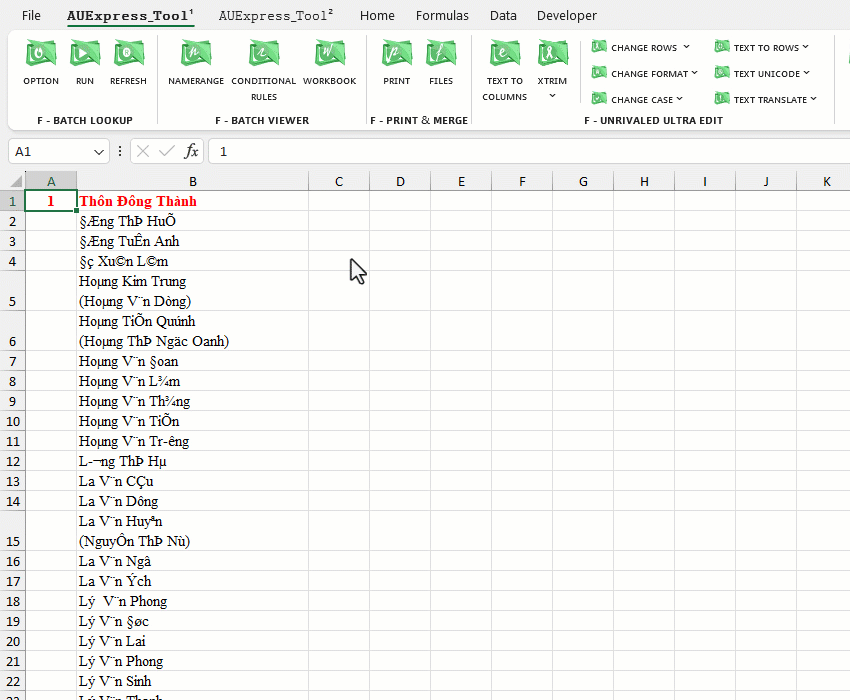 File AUExpress_Tool¹ AUExpress_Tool² Home Formulas Data Developer
OPTION RUN REFRESH
F - BATCH LOOKUP
NAMERANGE CONDITIONAL RULES WORKBOOK
F - BATCH VIEWER
PRINT FILES
F - PRINT & MERGE
TEXT TO COLUMNS XTRIM
CHANGE ROWS TEXT TO ROWS
CHANGE FORMAT TEXT UNICODE
CHANGE CASE TEXT TRANSLATE
F - UNRIVALED ULTRA EDIT
A1 fx 1
A B C D E F G H I J K
1 1 Thôn Đông Thành
2 §Æng ThÞ HuÕ
3 §Æng TuÊn Anh
4 §ç Xu©n L©m
Hoµng Kim Trung
5 (Hoµng V¨n Dòng)
Hoµng TiÕn Quúnh
6 (Hoµng ThÞ Ngäc Oanh)
7 Hoµng V¨n §oan
8 Hoµng V¨n L¾m
9 Hoµng V¨n Th¾ng
10 Hoµng V¨n TiÕn
11 Hoµng V¨n Tr-êng
12 L-¬ng ThÞ Hµ
13 La V¨n CÇu
14 La V¨n Dông
La V¨n Huyªn
15 (NguyÔn ThÞ Nù)
16 La V¨n Ngâ
17 La V¨n Ých
18 Lý V¨n Phong
19 Lý V¨n §øc
20 Lý V¨n Lai
21 Lý V¨n Phong
22 Lý V¨n Sinh